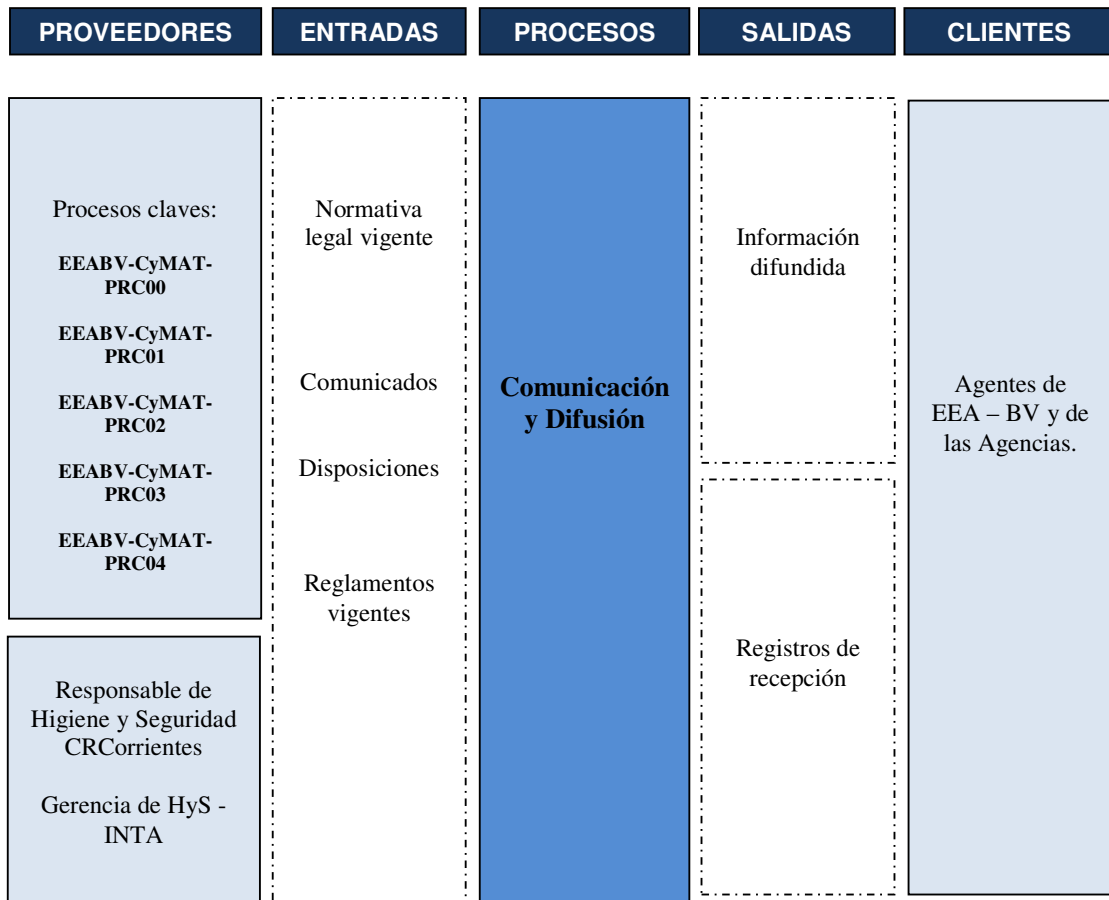 PROVEEDORES
ENTRADAS
PROCESOS
SALIDAS
CLIENTES
Procesos claves:
EEABV-CyMAT-
PRC00
EEABV-CyMAT-
PRC01
EEABV-CyMAT-
PRC02
EEABV-CyMAT-
PRC03
EEABV-CyMAT-
PRC04
Responsable de
Higiene y Seguridad
CRCorrientes
Gerencia de HyS -
INTA
Normativa
legal vigente
Comunicados
Disposiciones
Reglamentos
vigentes
Comunicación
y Difusión
Información
difundida
Registros de
recepción
Agentes de
EEA – BV y de
las Agencias.